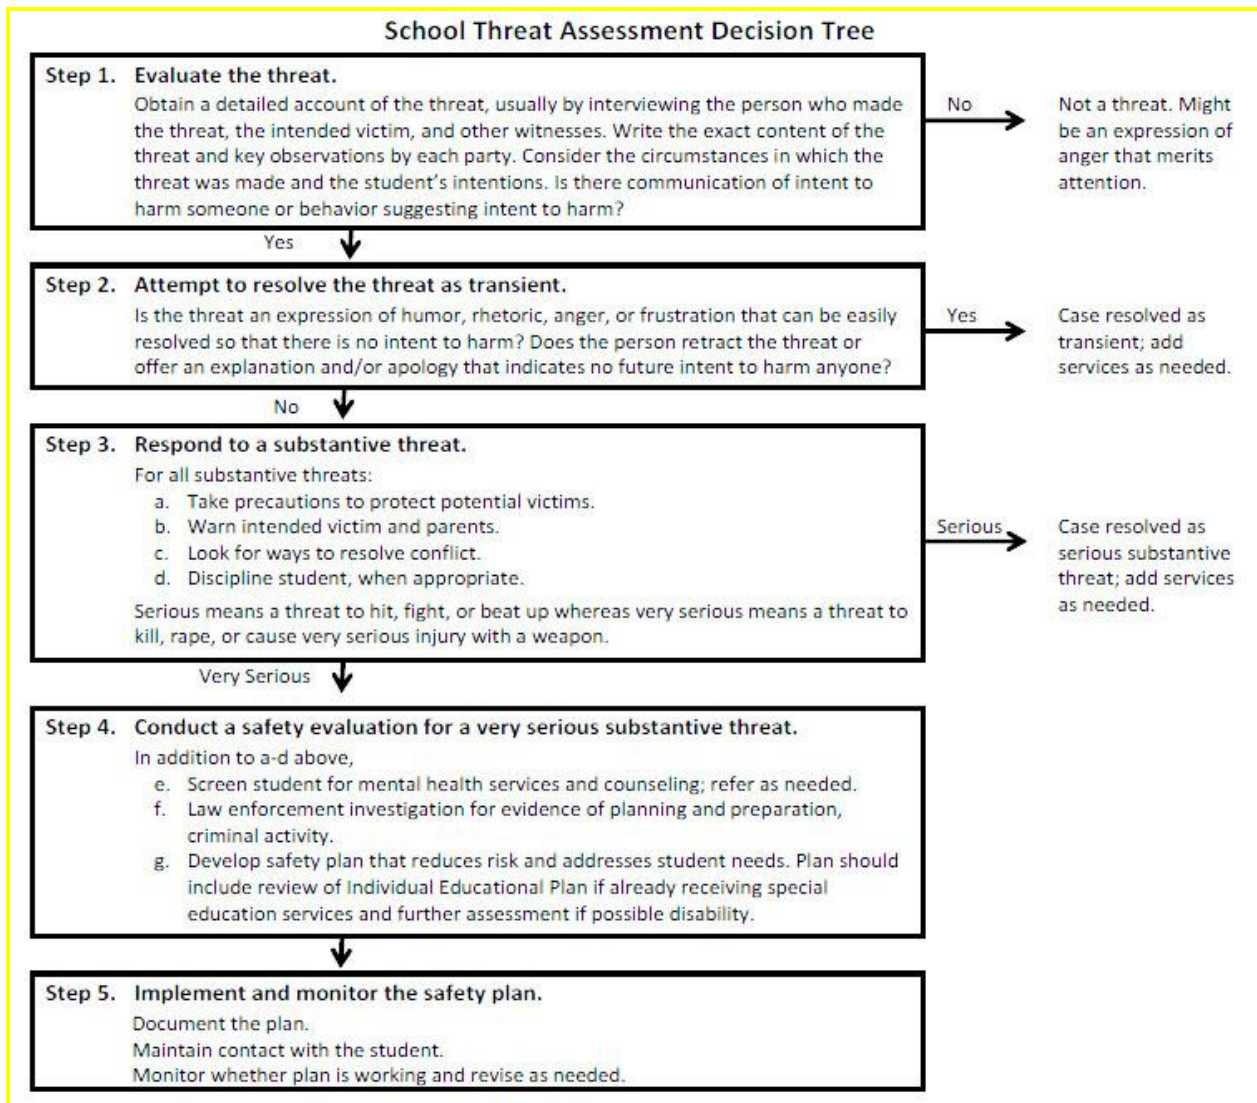 School Threat Assessment Decision Tree
Step 1. Evaluate the threat.
Obtain a detailed account of the threat, usually by interviewing the person who made
the threat, the intended victim, and other witnesses. Write the exact content of the
threat and key observations by each party. Consider the circumstances in which the
threat was made and the student's intentions. Is there communication of intent to
harm someone or behavior suggesting intent to harm?
No
Not a threat. Might
be an expression of
anger that merits
attention.
Yes
Step 2. Attempt to resolve the threat as transient.
Is the threat an expression of humor, rhetoric, anger, or frustration that can be easily
resolved so that there is no intent to harm? Does the person retract the threat or
offer an explanation and/or apology that indicates no future intent to harm anyone?
Yes
Case resolved as
transient; add
services as needed.
No
Step 3. Respond to a substantive threat.
For all substantive threats:
a. Take precautions to protect potential victims.
b. Warn intended victim and parents.
c. Look for ways to resolve conflict.
d. Discipline student, when appropriate.
Serious means a threat to hit, fight, or beat up whereas very serious means a threat to
kill, rape, or cause very serious injury with a weapon.
Serious
Case resolved as
serious substantive
threat; add services
as needed.
Very Serious
Step 4. Conduct a safety evaluation for a very serious substantive threat.
In addition to a-d above,
e. Screen student for mental health services and counseling; refer as needed.
f. Law enforcement investigation for evidence of planning and preparation,
criminal activity.
g. Develop safety plan that reduces risk and addresses student needs. Plan should
include review of Individual Educational Plan if already receiving special
education services and further assessment if possible disability.
Step 5. Implement and monitor the safety plan.
Document the plan.
Maintain contact with the student.
Monitor whether plan is working and revise as needed.